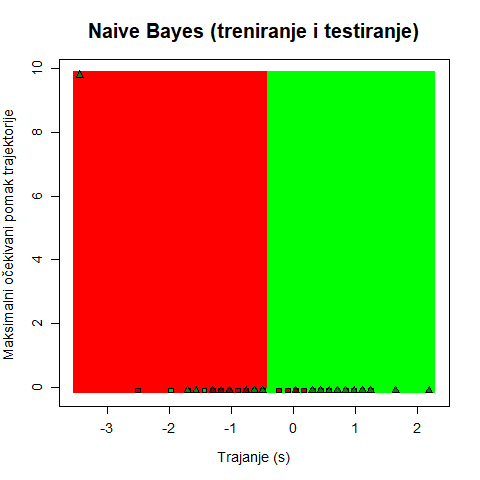 Naive Bayes (treniranje i testiranje)
Maksimalni očekivani pomak trajektorije
10
8
6
4
2
0
-3 -2 -1 0 1 2
Trajanje (s)